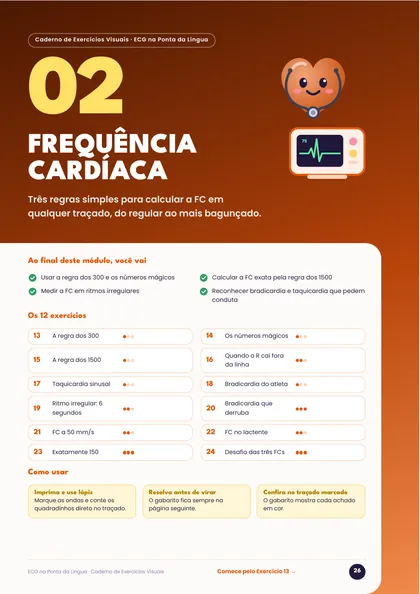 Caderno de Exercícios Visuais · ECG na Ponta da Língua
02
FREQUÊNCIA
CARDÍACA
75
Três regras simples para calcular a FC em
qualquer traçado, do regular ao mais bagunçado.
Ao final deste módulo, você vai
Usar a regra dos 300 e os números mágicos
Calcular a FC exata pela regra dos 1500
Medir a FC em ritmos irregulares
Reconhecer bradicardia e taquicardia que pedem
conduta
Os 12 exercícios
13 A regra dos 300
14 Os números mágicos
15 A regra dos 1500
16 Quando o R cai fora
da linha
17 Taquicardia sinusal
18 Bradicardia do atleta
19 Ritmo irregular: 6
segundos
20 Bradicardia que
derruba
21 FC a 50 mm/s
22 FC no lactente
23 Exatamente 150
24 Desafio das três FCs
Como usar
Imprima e use lápis
Marque as ondas e conte os
quadradinhos direto no traçado.
Resolva antes de virar
O gabarito fica sempre na
página seguinte.
Confira no traçado marcado
O gabarito mostra cada achado
em cor.
ECG na Ponta da Língua · Caderno de Exercícios Visuais
Comece pelo Exercício 13 →
26